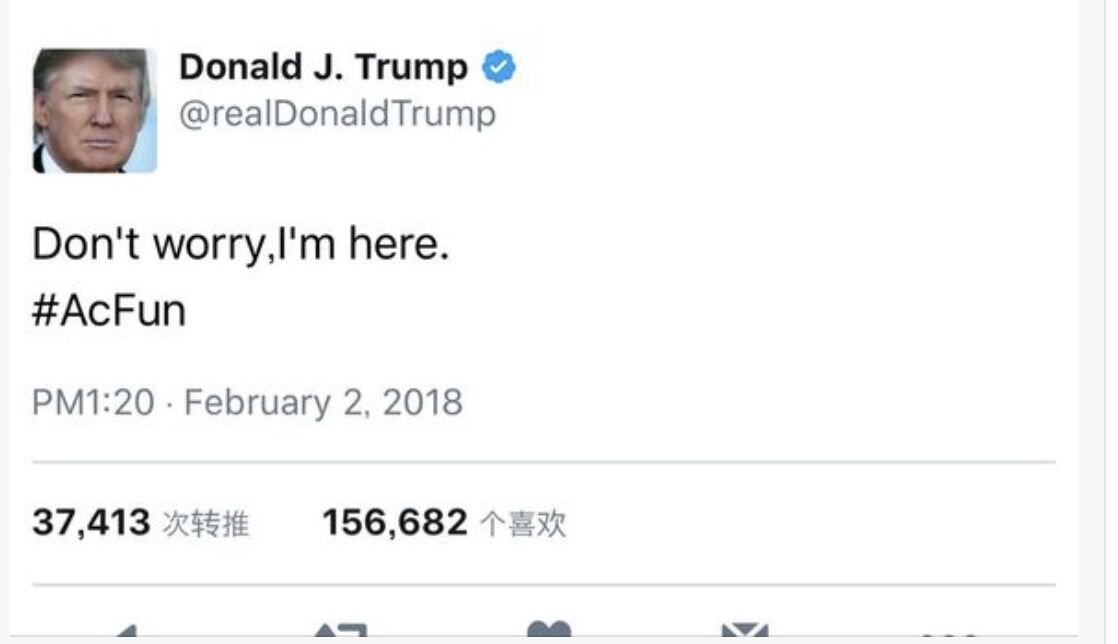 Donald J. Trump
@realDonaldTrump
Don't worry,I'm here.
#AcFun
PM1:20 · February 2, 2018
37,413 次转推 156,682 个喜欢